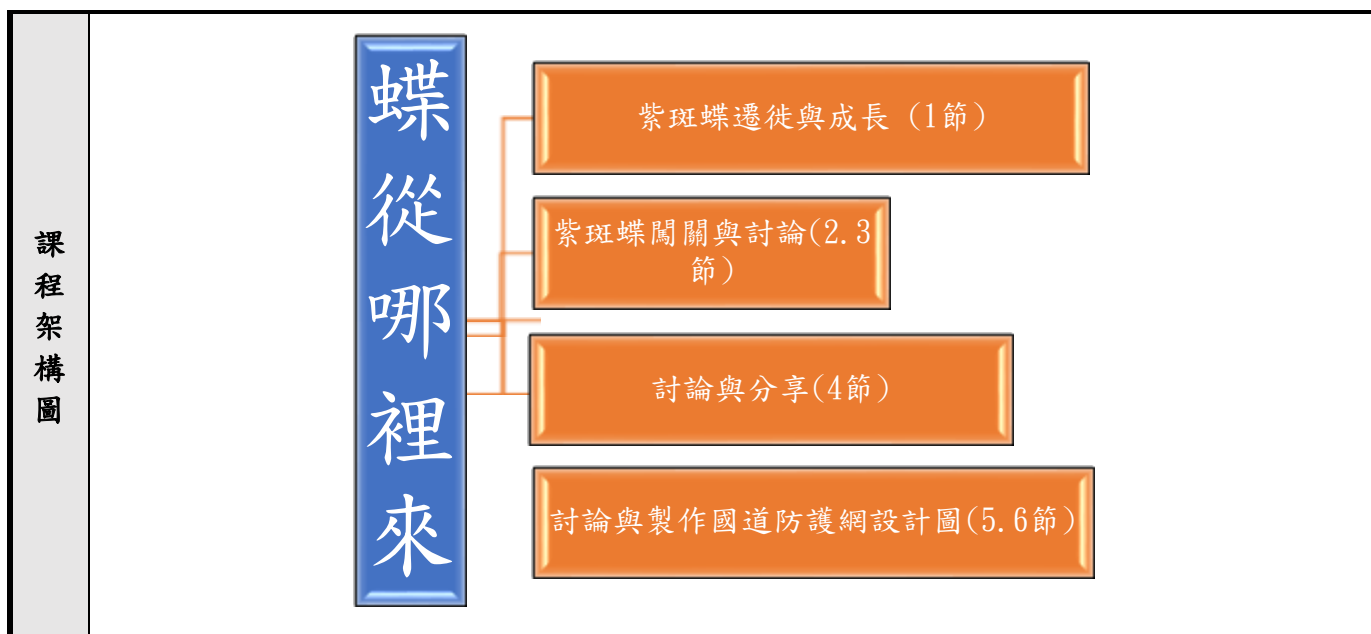 課程架構圖
蝶從哪裡來
紫斑蝶遷徙與成長 (1節)
紫斑蝶闖關與討論(2.3
節)
討論與分享(4節)
討論與製作國道防護網設計圖(5.6節)